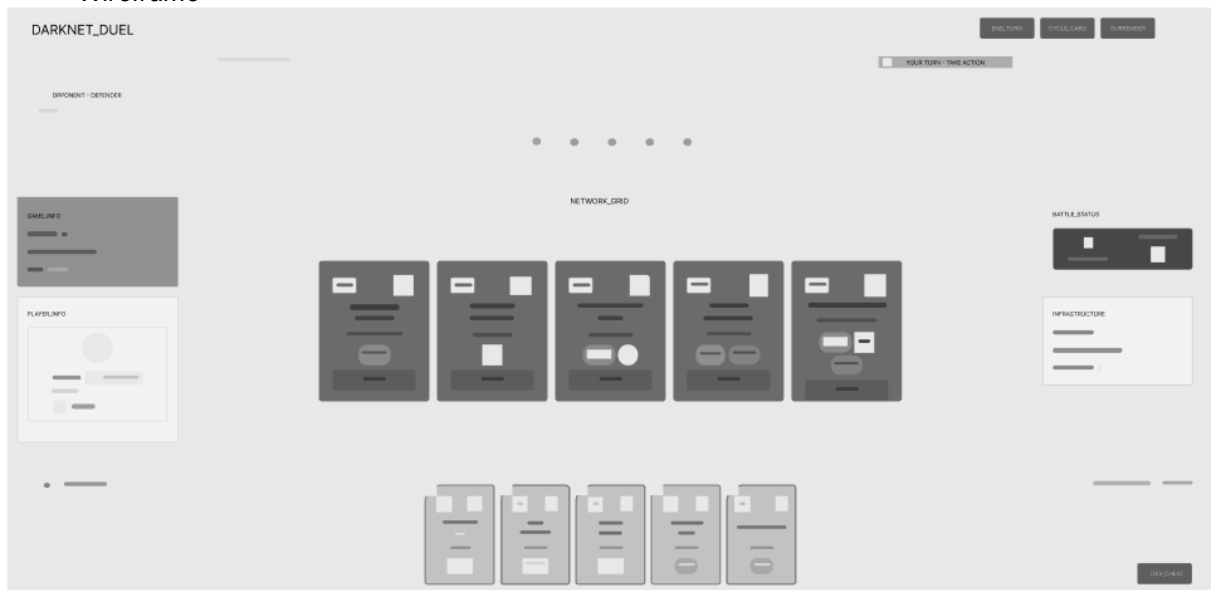 Wireframe
DARKNET_DUEL
END_TURN
CYCLE_CARD
SURRENDER
YOUR TURN - TAKE ACTION
OPPONENT - DEFENDER
NETWORK_GRID
GAME_INFO
BATTLE_STATUS
PLAYER_INFO
INFRASTRUCTURE
DEV_CHEAT